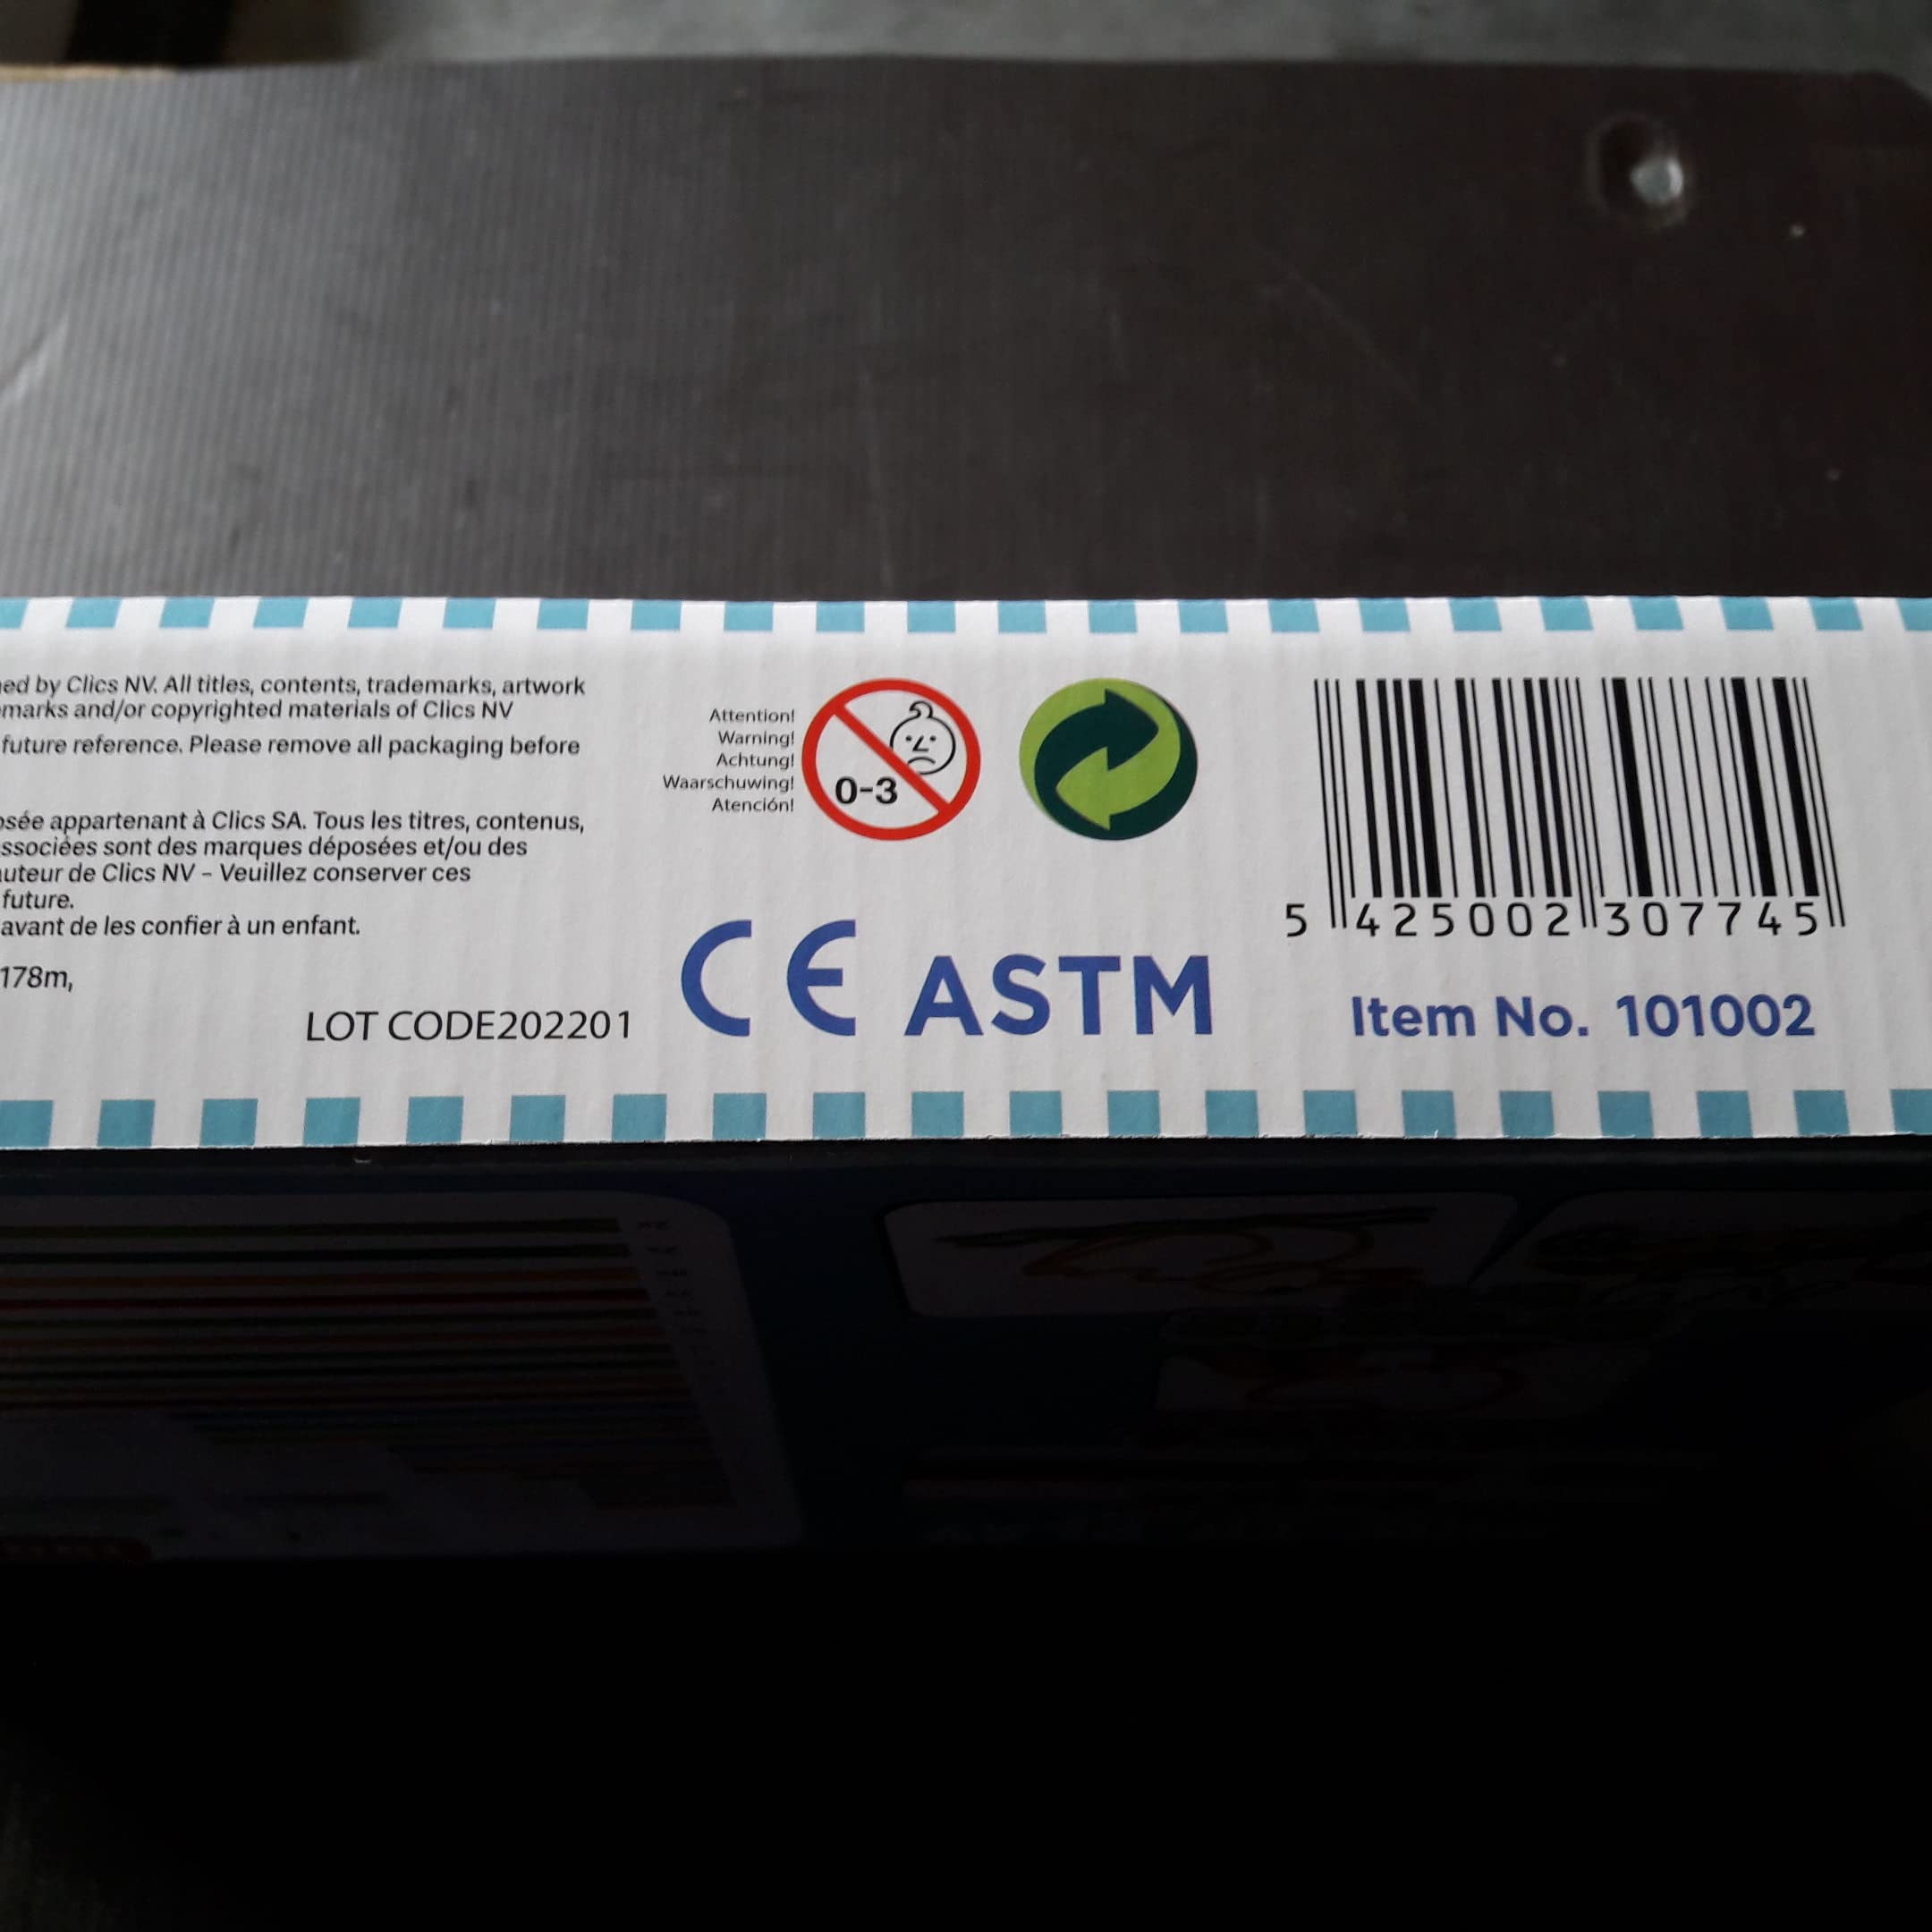 ed by Clics NV. All titles, contents, trademarks, artwork
marks and/or copyrighted materials of Clics NV
future reference. Please remove all packaging before
sée appartenant à Clics SA. Tous les titres, contenus,
ssociées sont des marques déposées et/ou des
auteur de Clics NV – Veuillez conserver ces
future.
avant de les confier à un enfant.
178m,
LOT CODE202201
Attention!
Warning!
Achtung!
Waarschuwing!
Atención!
0-3
CE ASTM
5 425002 307745
Item No. 101002